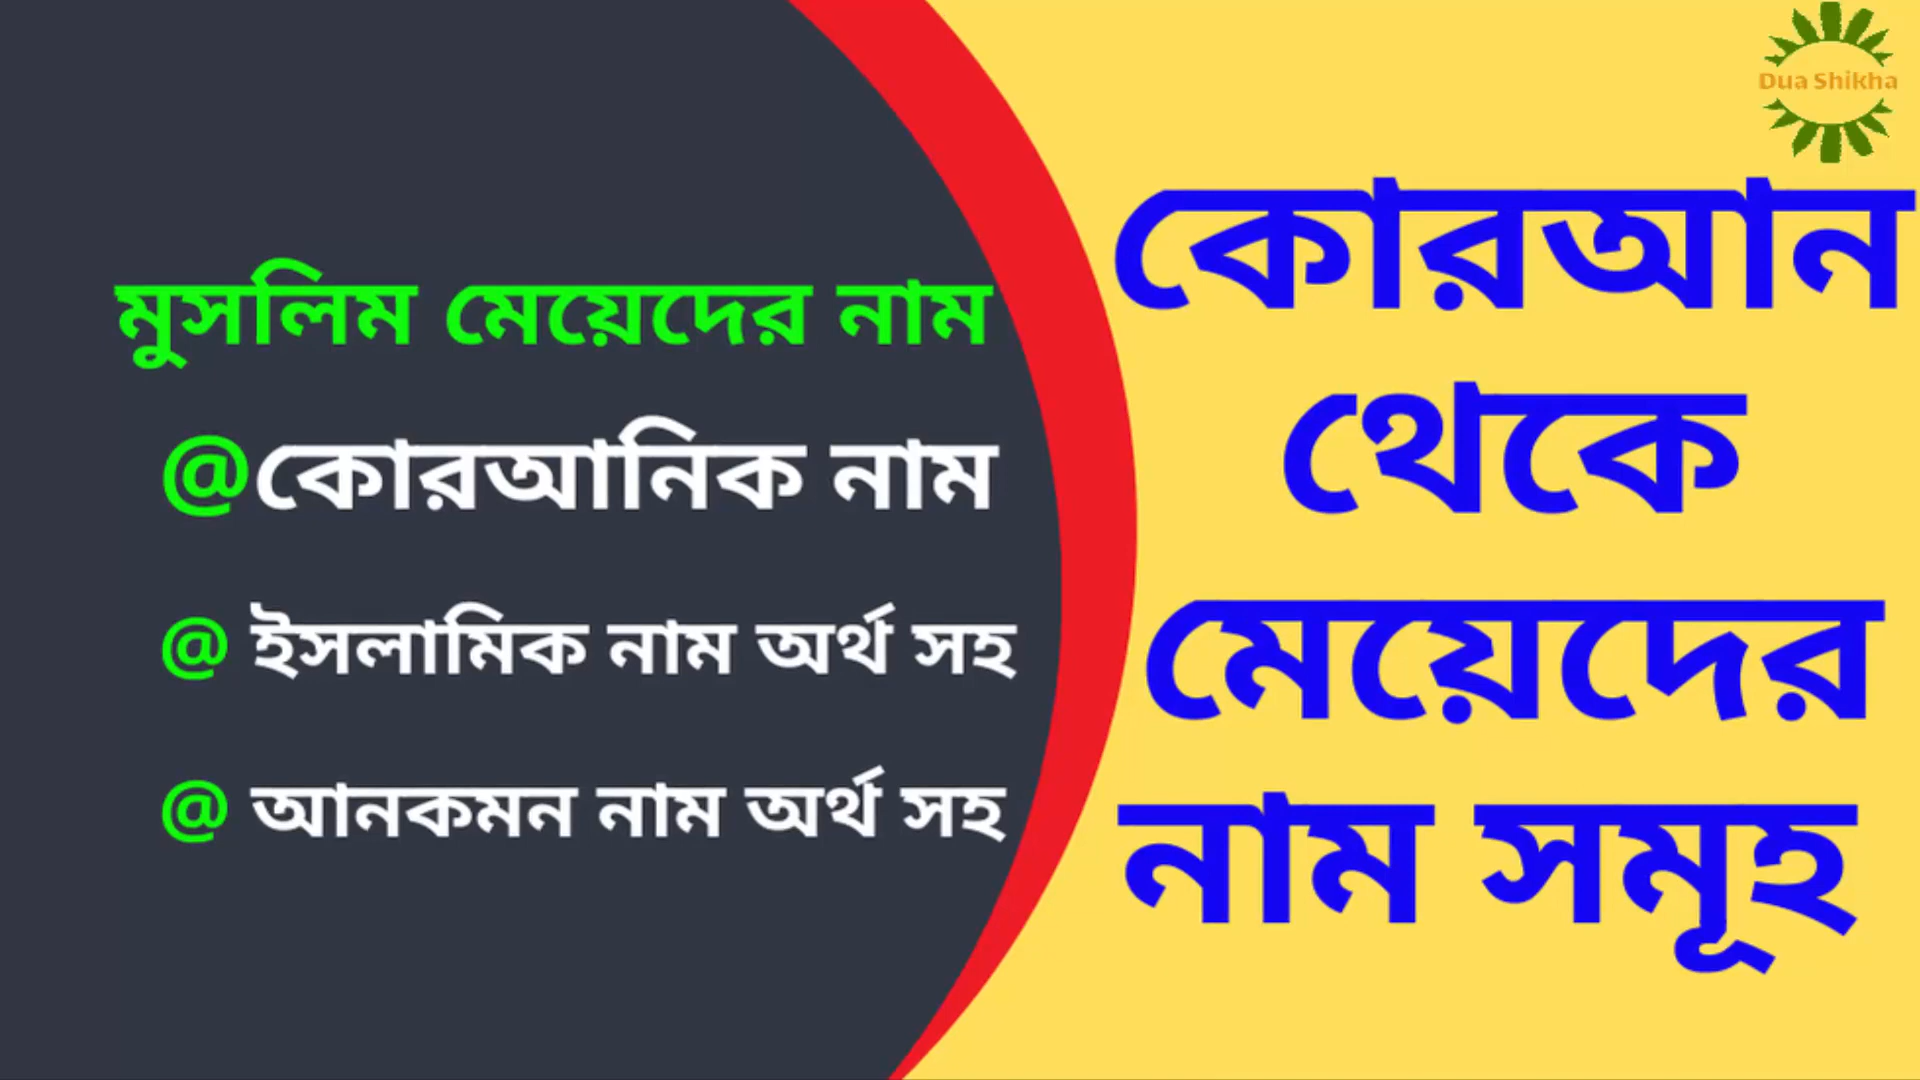 মুসলিম মেয়েদের নাম
@কোরআনিক নাম
@ ইসলামিক নাম অর্থ সহ
@ আনকমন নাম অর্থ সহ
Dua Shikha
কোরআন
থেকে
মেয়েদের
নাম সমূহ